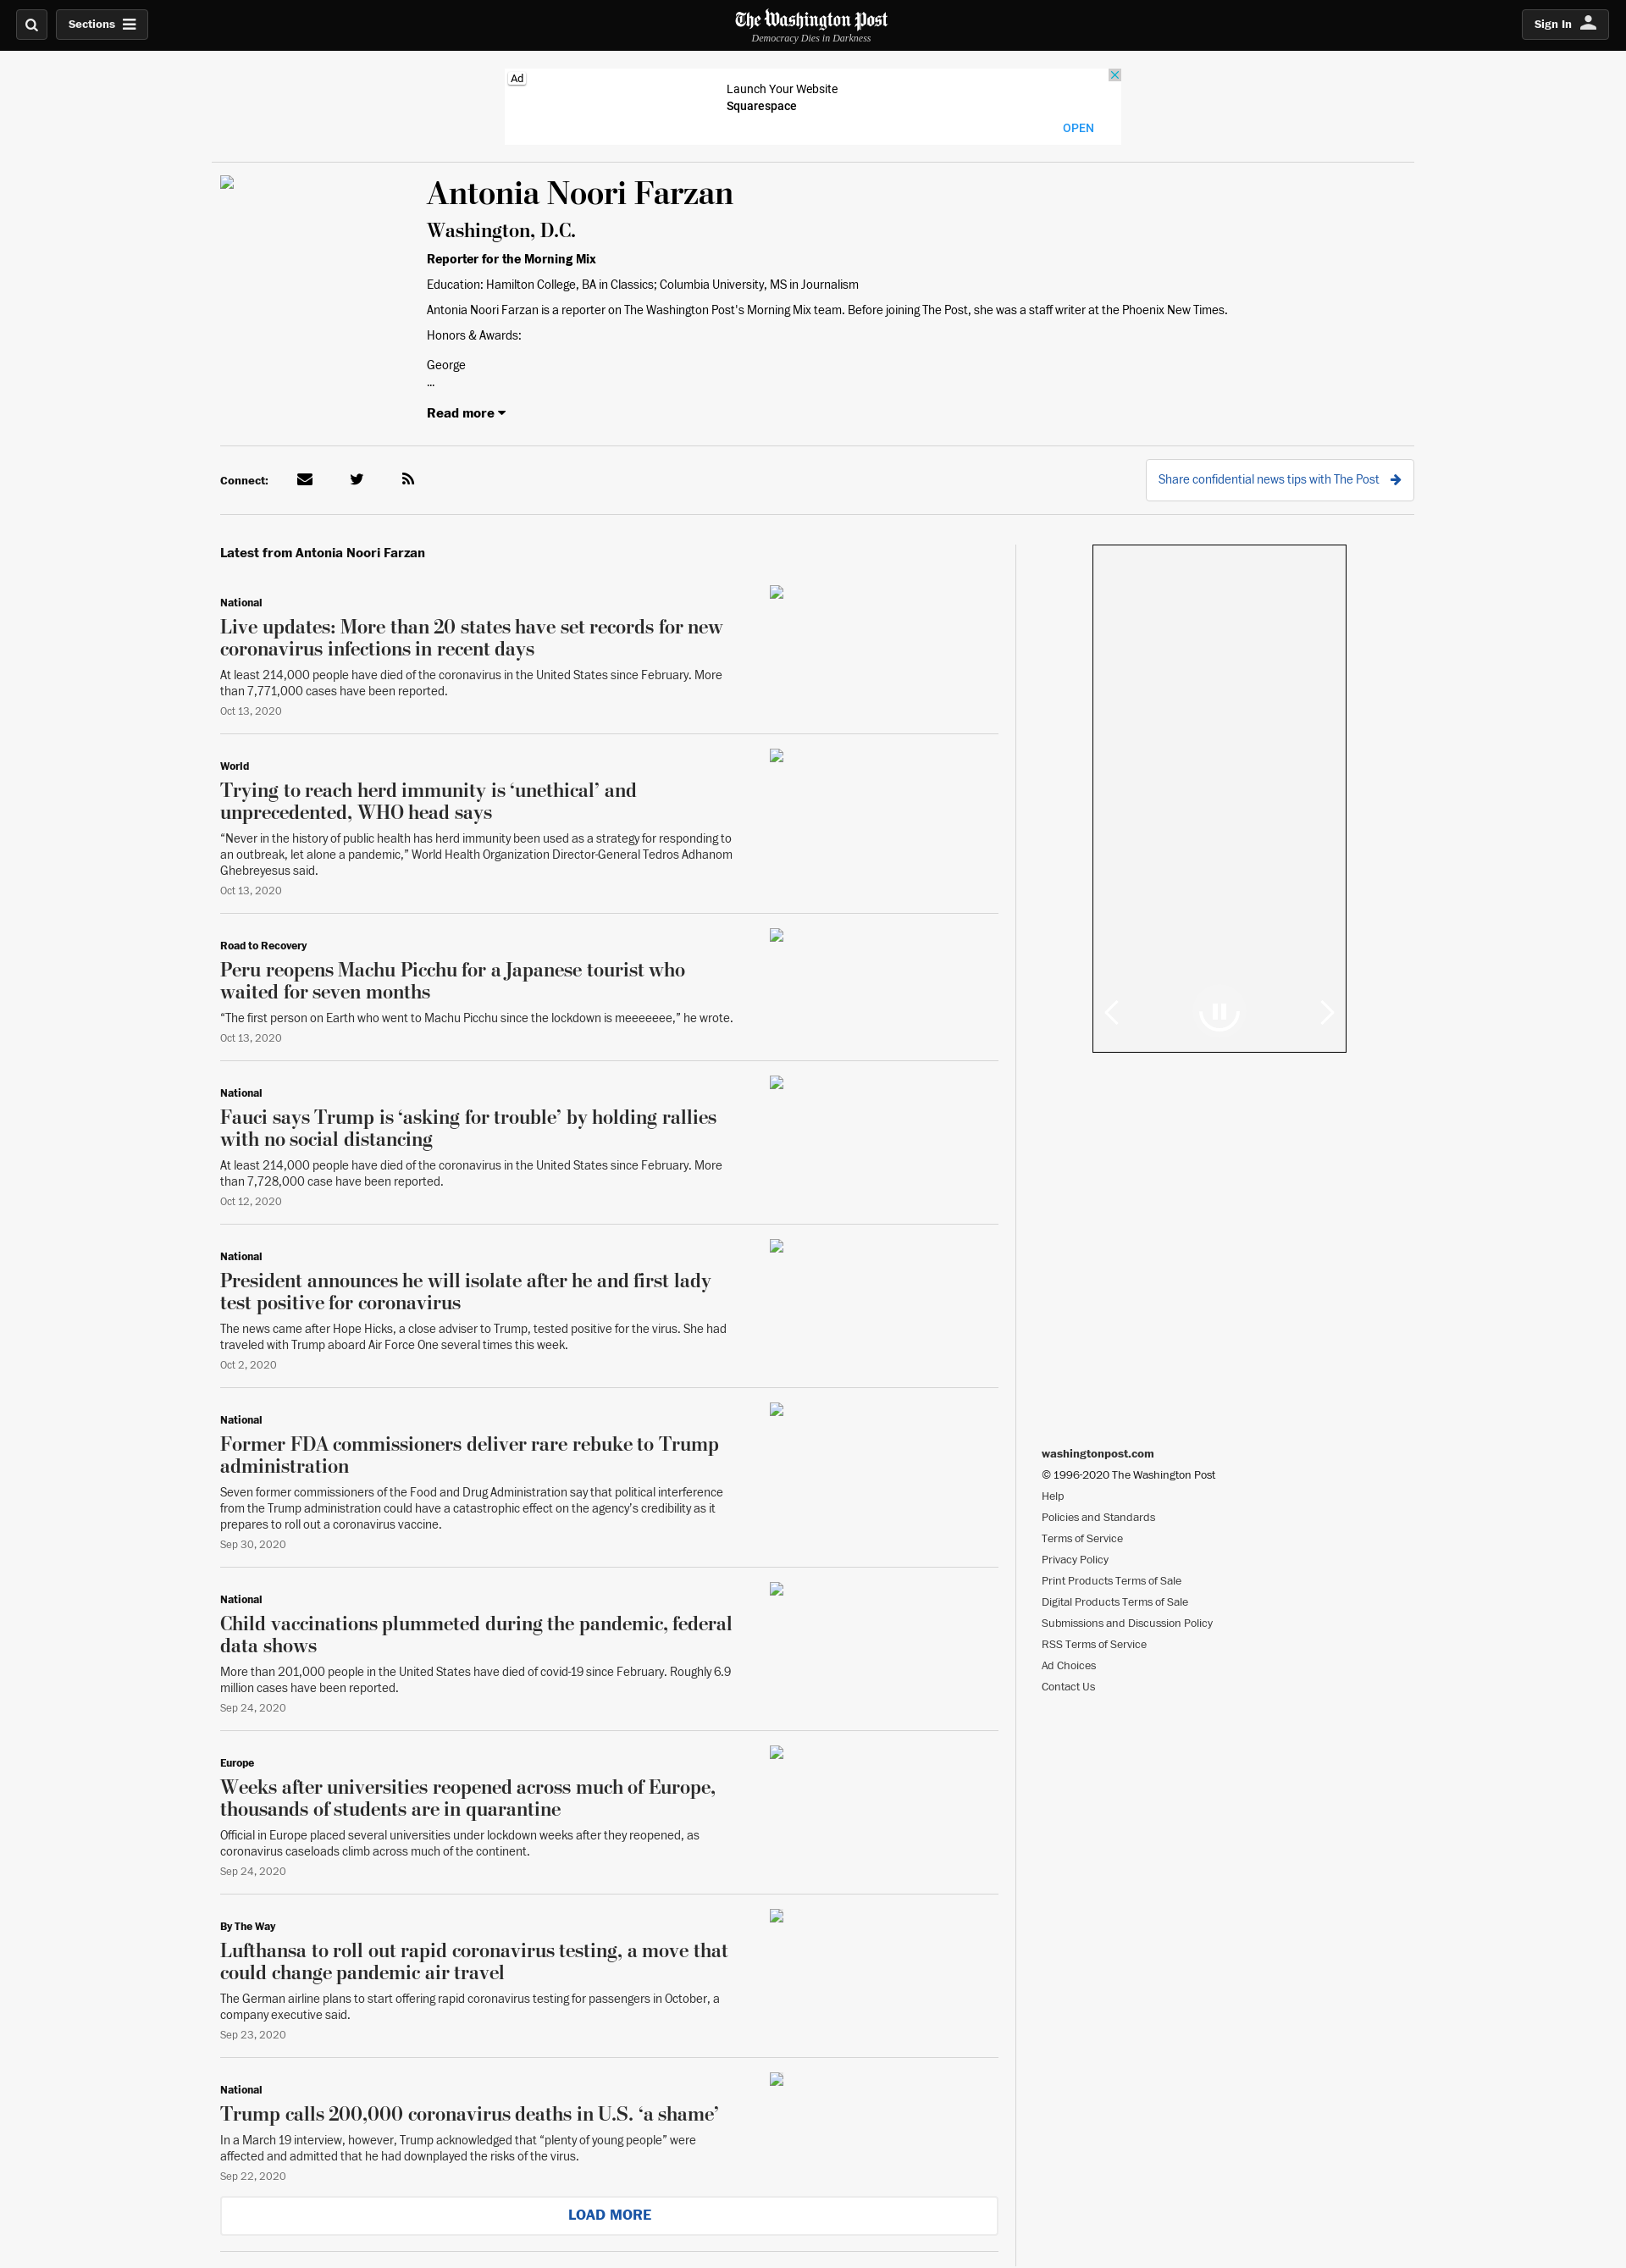 Sections
The Washington Post
Democracy Dies in Darkness
Sign In
Ad
Launch Your Website
Squarespace
OPEN
Antonia Noori Farzan
Washington, D.C.
Reporter for the Morning Mix
Education: Hamilton College, BA in Classics; Columbia University, MS in Journalism
Antonia Noori Farzan is a reporter on The Washington Post's Morning Mix team. Before joining The Post, she was a staff writer at the Phoenix New Times.
Honors & Awards:
George
...
Read more
Connect:
Share confidential news tips with The Post
Latest from Antonia Noori Farzan
National
Live updates: More than 20 states have set records for new
coronavirus infections in recent days
At least 214,000 people have died of the coronavirus in the United States since February. More
than 7,771,000 cases have been reported.
Oct 13, 2020
World
Trying to reach herd immunity is ‘unethical’ and
unprecedented, WHO head says
“Never in the history of public health has herd immunity been used as a strategy for responding to
an outbreak, let alone a pandemic,” World Health Organization Director-General Tedros Adhanom
Ghebreyesus said.
Oct 13, 2020
Road to Recovery
Peru reopens Machu Picchu for a Japanese tourist who
waited for seven months
“The first person on Earth who went to Machu Picchu since the lockdown is meeeeeee,” he wrote.
Oct 13, 2020
National
Fauci says Trump is ‘asking for trouble’ by holding rallies
with no social distancing
At least 214,000 people have died of the coronavirus in the United States since February. More
than 7,728,000 case have been reported.
Oct 12, 2020
National
President announces he will isolate after he and first lady
test positive for coronavirus
The news came after Hope Hicks, a close adviser to Trump, tested positive for the virus. She had
traveled with Trump aboard Air Force One several times this week.
Oct 2, 2020
National
Former FDA commissioners deliver rare rebuke to Trump
administration
Seven former commissioners of the Food and Drug Administration say that political interference
from the Trump administration could have a catastrophic effect on the agency's credibility as it
prepares to roll out a coronavirus vaccine.
Sep 30, 2020
National
Child vaccinations plummeted during the pandemic, federal
data shows
More than 201,000 people in the United States have died of covid-19 since February. Roughly 6.9
million cases have been reported.
Sep 24, 2020
Europe
Weeks after universities reopened across much of Europe,
thousands of students are in quarantine
Official in Europe placed several universities under lockdown weeks after they reopened, as
coronavirus caseloads climb across much of the continent.
Sep 24, 2020
By The Way
Lufthansa to roll out rapid coronavirus testing, a move that
could change pandemic air travel
The German airline plans to start offering rapid coronavirus testing for passengers in October, a
company executive said.
Sep 23, 2020
National
Trump calls 200,000 coronavirus deaths in U.S. ‘a shame’
In a March 19 interview, however, Trump acknowledged that “plenty of young people” were
affected and admitted that he had downplayed the risks of the virus.
Sep 22, 2020
LOAD MORE
washingtonpost.com
© 1996-2020 The Washington Post
Help
Policies and Standards
Terms of Service
Privacy Policy
Print Products Terms of Sale
Digital Products Terms of Sale
Submissions and Discussion Policy
RSS Terms of Service
Ad Choices
Contact Us